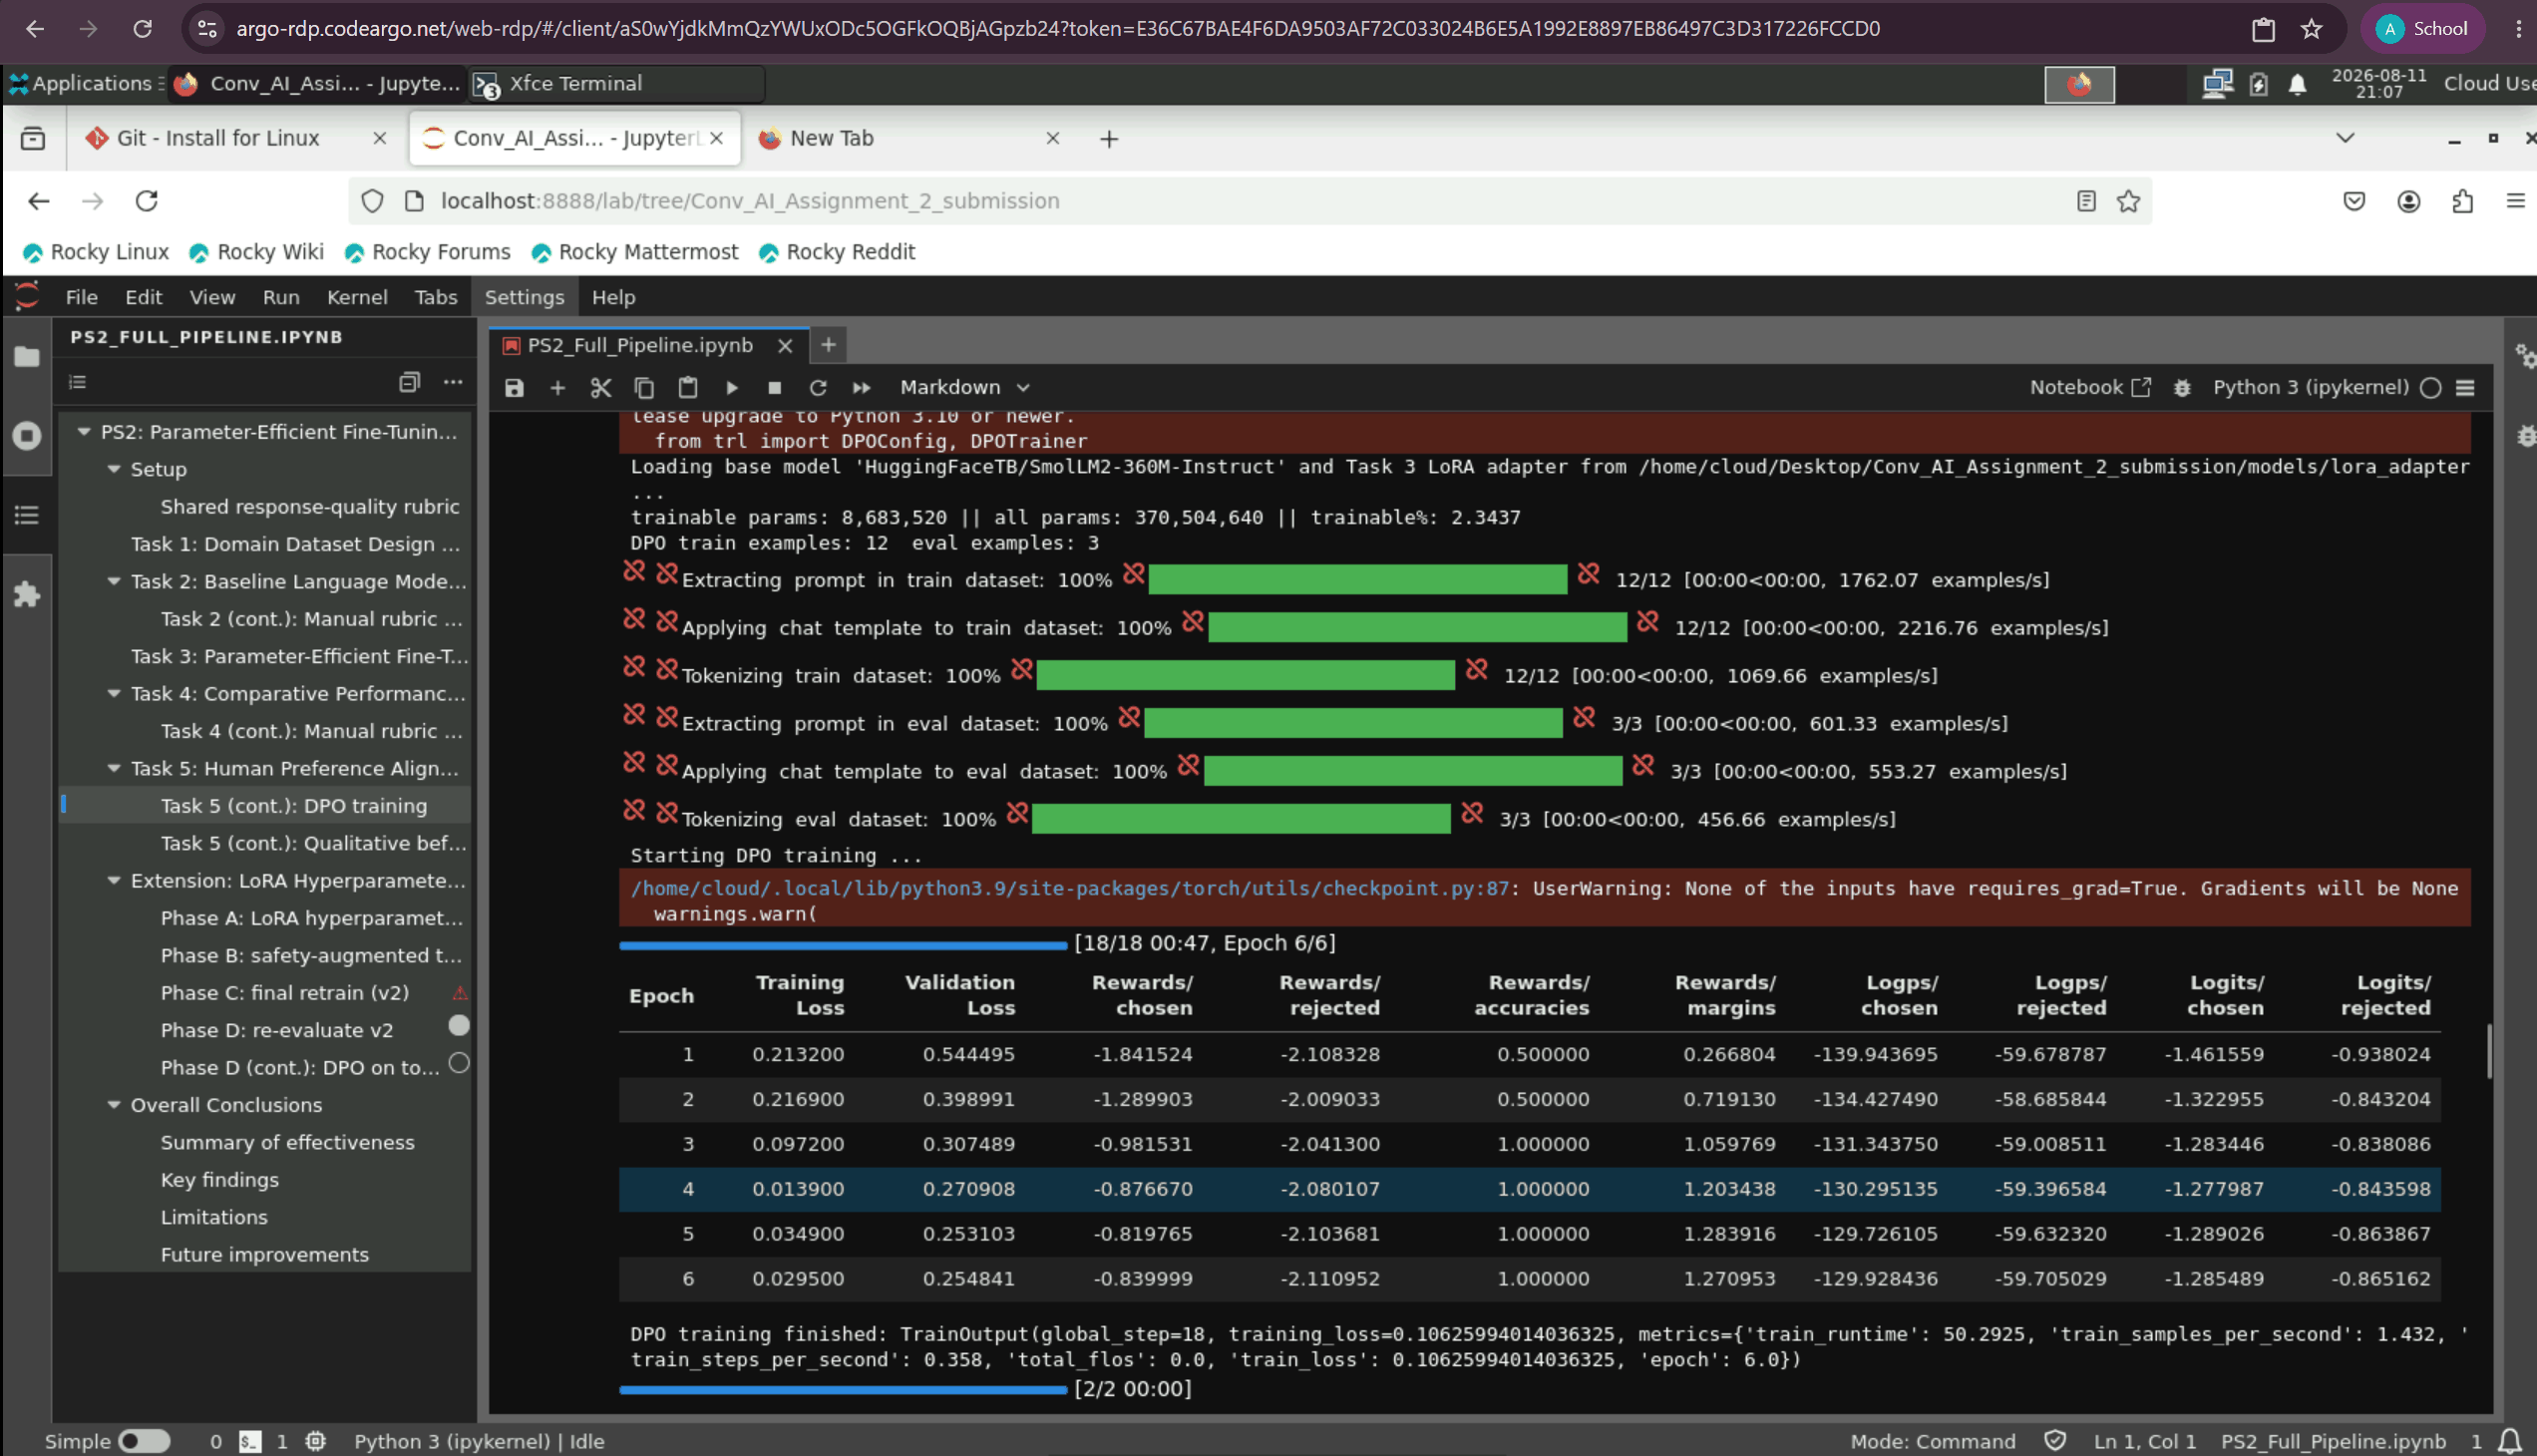 argo-rdp.codeargo.net/web-rdp/#/client/aS0wYjdkMmQzYWUxODc5OGFkOQBjAGpzb24?token=E36C67BAE4F6DA9503AF72C033024B6E5A1992E8897EB86497C3D317226FCCD0
A School
Applications Conv_AI_Assi... - Jupyte... 3 Xfce Terminal 2026-08-11 21:07 Cloud Use
Git - Install for Linux Conv_AI_Assi... - JupyterL New Tab
localhost:8888/lab/tree/Conv_AI_Assignment_2_submission
Rocky Linux Rocky Wiki Rocky Forums Rocky Mattermost Rocky Reddit
File Edit View Run Kernel Tabs Settings Help
PS2_FULL_PIPELINE.IPYNB
PS2: Parameter-Efficient Fine-Tunin...
Setup
Shared response-quality rubric
Task 1: Domain Dataset Design ...
Task 2: Baseline Language Mode...
Task 2 (cont.): Manual rubric ...
Task 3: Parameter-Efficient Fine-T...
Task 4: Comparative Performanc...
Task 4 (cont.): Manual rubric ...
Task 5: Human Preference Align...
Task 5 (cont.): DPO training
Task 5 (cont.): Qualitative bef...
Extension: LoRA Hyperparamete...
Phase A: LoRA hyperparamet...
Phase B: safety-augmented t...
Phase C: final retrain (v2)
Phase D: re-evaluate v2
Phase D (cont.): DPO on to...
Overall Conclusions
Summary of effectiveness
Key findings
Limitations
Future improvements
PS2_Full_Pipeline.ipynb
Markdown Notebook Python 3 (ipykernel)
lease upgrade to Python 3.10 or newer.
from trl import DPOConfig, DPOTrainer
Loading base model 'HuggingFaceTB/SmolLM2-360M-Instruct' and Task 3 LoRA adapter from /home/cloud/Desktop/Conv_AI_Assignment_2_submission/models/lora_adapter
...
trainable params: 8,683,520 || all params: 370,504,640 || trainable%: 2.3437
DPO train examples: 12 eval examples: 3
Extracting prompt in train dataset: 100% 12/12 [00:00<00:00, 1762.07 examples/s]
Applying chat template to train dataset: 100% 12/12 [00:00<00:00, 2216.76 examples/s]
Tokenizing train dataset: 100% 12/12 [00:00<00:00, 1069.66 examples/s]
Extracting prompt in eval dataset: 100% 3/3 [00:00<00:00, 601.33 examples/s]
Applying chat template to eval dataset: 100% 3/3 [00:00<00:00, 553.27 examples/s]
Tokenizing eval dataset: 100% 3/3 [00:00<00:00, 456.66 examples/s]
Starting DPO training ...
/home/cloud/.local/lib/python3.9/site-packages/torch/utils/checkpoint.py:87: UserWarning: None of the inputs have requires_grad=True. Gradients will be None
warnings.warn(
[18/18 00:47, Epoch 6/6]
Epoch Training Loss Validation Loss Rewards/chosen Rewards/rejected Rewards/accuracies Rewards/margins Logps/chosen Logps/rejected Logits/chosen Logits/rejected
1 0.213200 0.544495 -1.841524 -2.108328 0.500000 0.266804 -139.943695 -59.678787 -1.461559 -0.938024
2 0.216900 0.398991 -1.289903 -2.009033 0.500000 0.719130 -134.427490 -58.685844 -1.322955 -0.843204
3 0.097200 0.307489 -0.981531 -2.041300 1.000000 1.059769 -131.343750 -59.008511 -1.283446 -0.838086
4 0.013900 0.270908 -0.876670 -2.080107 1.000000 1.203438 -130.295135 -59.396584 -1.277987 -0.843598
5 0.034900 0.253103 -0.819765 -2.103681 1.000000 1.283916 -129.726105 -59.632320 -1.289026 -0.863867
6 0.029500 0.254841 -0.839999 -2.110952 1.000000 1.270953 -129.928436 -59.705029 -1.285489 -0.865162
DPO training finished: TrainOutput(global_step=18, training_loss=0.10625994014036325, metrics={'train_runtime': 50.2925, 'train_samples_per_second': 1.432, '
train_steps_per_second': 0.358, 'total_flos': 0.0, 'train_loss': 0.10625994014036325, 'epoch': 6.0})
[2/2 00:00]
Simple 0 $_ 1 Python 3 (ipykernel) | Idle Mode: Command Ln 1, Col 1 PS2_Full_Pipeline.ipynb 1